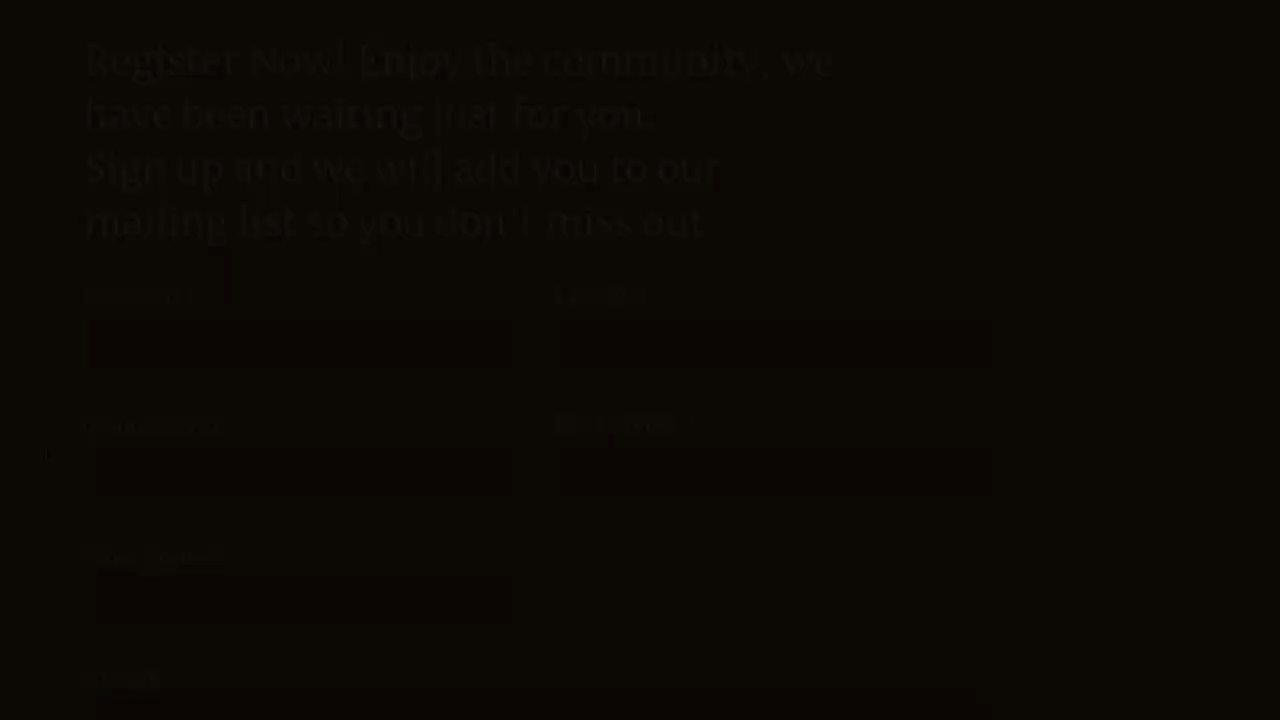 Register Now! Enjoy the community, we
have been waiting just for you.
Sign up and we will add you to our
mailing list so you don't miss out